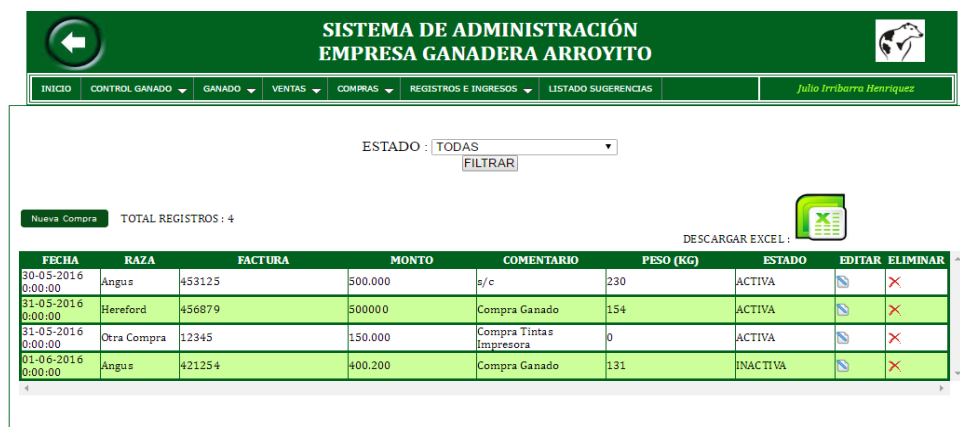 SISTEMA DE ADMINISTRACIÓN
EMPRESA GANADERA ARROYITO
INICIO CONTROL GANADO GANADO VENTAS COMPRAS REGISTROS E INGRESOS LISTADO SUGERENCIAS Julio Irribarra Henriquez
ESTADO : TODAS
FILTRAR
Nueva Compra TOTAL REGISTROS : 4
DESCARGAR EXCEL :
FECHA RAZA FACTURA MONTO COMENTARIO PESO (KG) ESTADO EDITAR ELIMINAR
30-05-2016 0:00:00 Angus 453125 500.000 s/c 230 ACTIVA
31-05-2016 0:00:00 Hereford 456879 500000 Compra Ganado 154 ACTIVA
31-05-2016 0:00:00 Otra Compra 12345 150.000 Compra Tintas Impresora 0 ACTIVA
01-06-2016 0:00:00 Angus 421254 400.200 Compra Ganado 131 INACTIVA